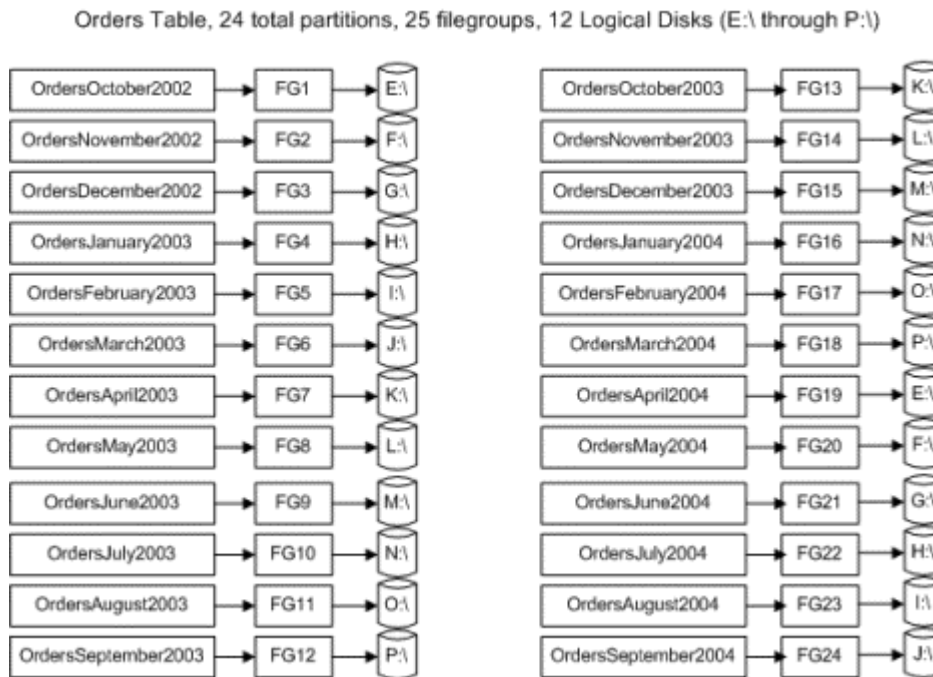 Orders Table, 24 total partitions, 25 filegroups, 12 Logical Disks (E:\ through P:\)
OrdersOctober2002 FG1 E:\
OrdersNovember2002 FG2 F:\
OrdersDecember2002 FG3 G:\
OrdersJanuary2003 FG4 H:\
OrdersFebruary2003 FG5 I:\
OrdersMarch2003 FG6 J:\
OrdersApril2003 FG7 K:\
OrdersMay2003 FG8 L:\
OrdersJune2003 FG9 M:\
OrdersJuly2003 FG10 N:\
OrdersAugust2003 FG11 O:\
OrdersSeptember2003 FG12 P:\
OrdersOctober2003 FG13 K:\
OrdersNovember2003 FG14 L:\
OrdersDecember2003 FG15 M:\
OrdersJanuary2004 FG16 N:\
OrdersFebruary2004 FG17 O:\
OrdersMarch2004 FG18 P:\
OrdersApril2004 FG19 E:\
OrdersMay2004 FG20 F:\
OrdersJune2004 FG21 G:\
OrdersJuly2004 FG22 H:\
OrdersAugust2004 FG23 I:\
OrdersSeptember2004 FG24 J:\